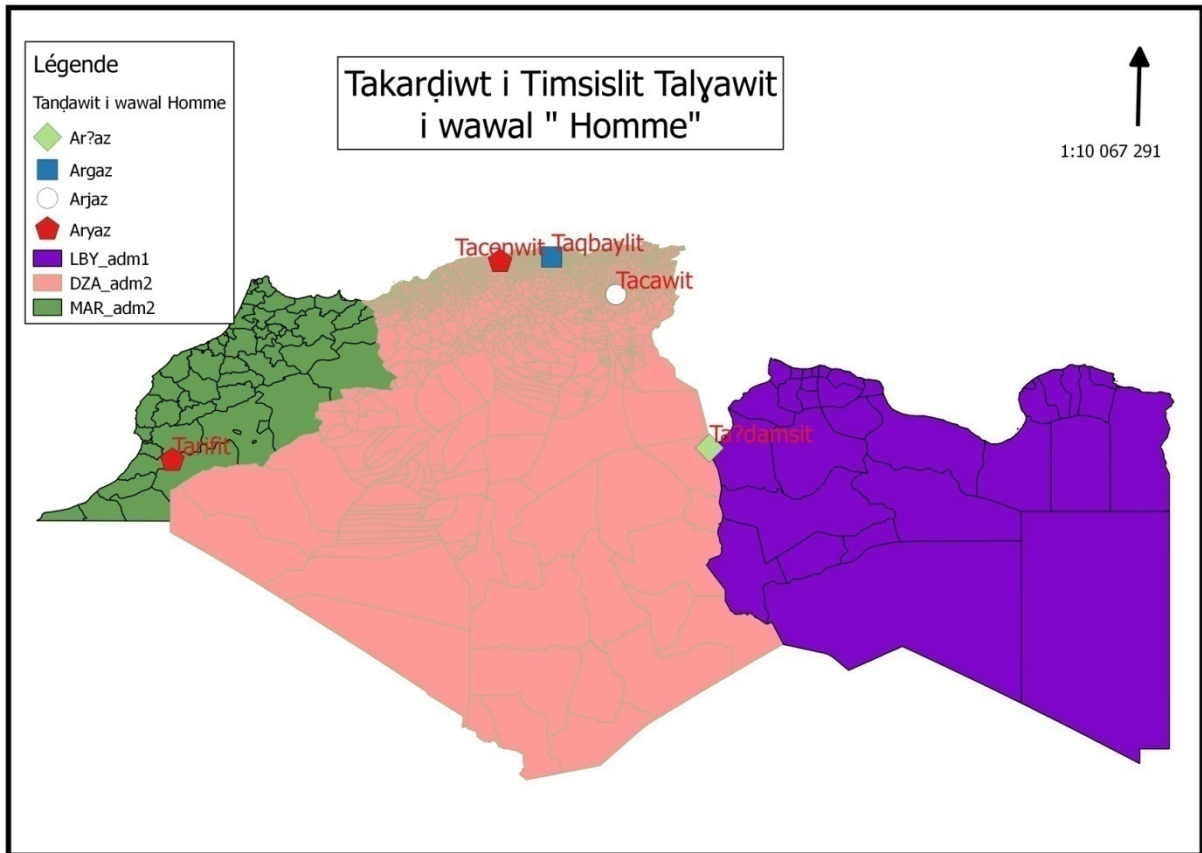 Légende
Tanḍawit i wawal Homme
Ar?az
Argaz
Arjaz
Aryaz
LBY_adm1
DZA_adm2
MAR_adm2
Takarḍiwt i Timsislit Talɣawit
i wawal " Homme"
1:10 067 291
Tacenwit
Taqbaylit
Tacawit
Tarifit
Ta?damsit